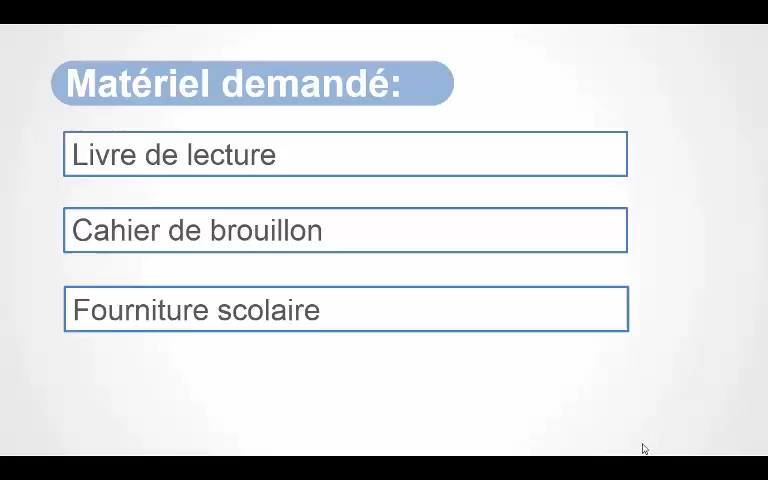 Matériel demandé:
Livre de lecture
Cahier de brouillon
Fourniture scolaire